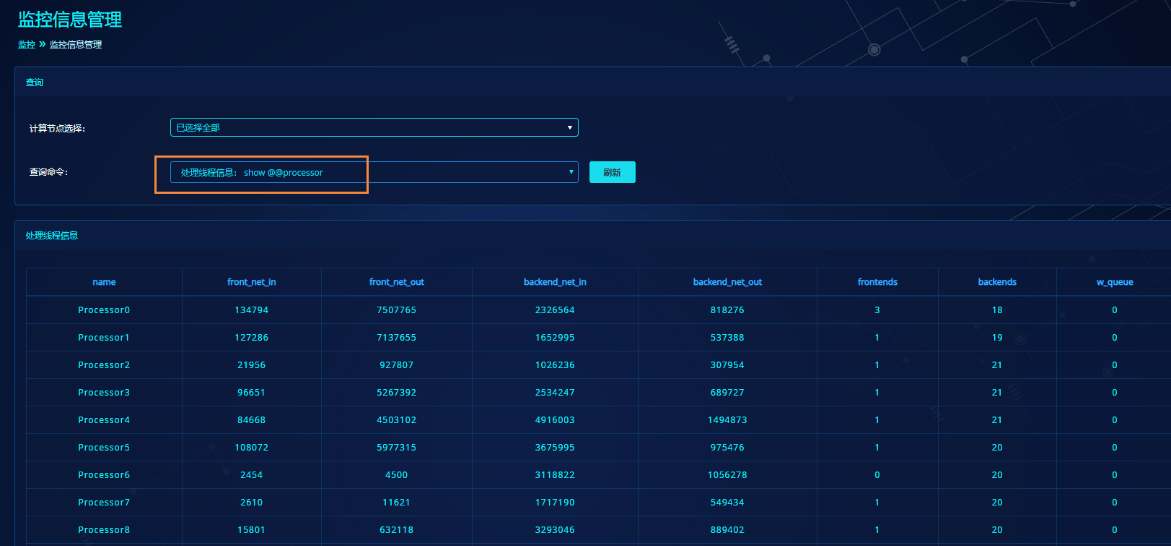 监控信息管理
监控 » 监控信息管理
查询
计算节点选择: 已选择全部
查询命令: 处理线程信息: show @@processor 刷新
处理线程信息
name front_net_in front_net_out backend_net_in backend_net_out frontends backends w_queue
Processor0 134794 7507765 2326564 818276 3 18 0
Processor1 127286 7137655 1652995 537388 1 19 0
Processor2 21956 927807 1026236 307954 1 21 0
Processor3 96651 5267392 2534247 689727 1 21 0
Processor4 84668 4503102 4916003 1494873 1 21 0
Processor5 108072 5977315 3675995 975476 1 20 0
Processor6 2454 4500 3118822 1056278 0 20 0
Processor7 2610 11621 1717190 549434 1 20 0
Processor8 15801 632118 3293046 889402 1 20 0